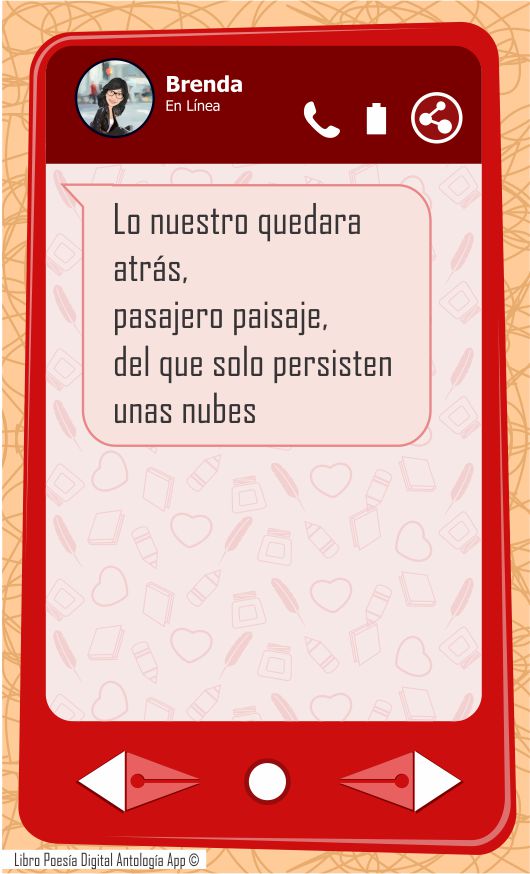 Brenda
En Línea
Lo nuestro quedara
atrás,
pasajero paisaje,
del que solo persisten
unas nubes
Libro Poesía Digital Antología App ©